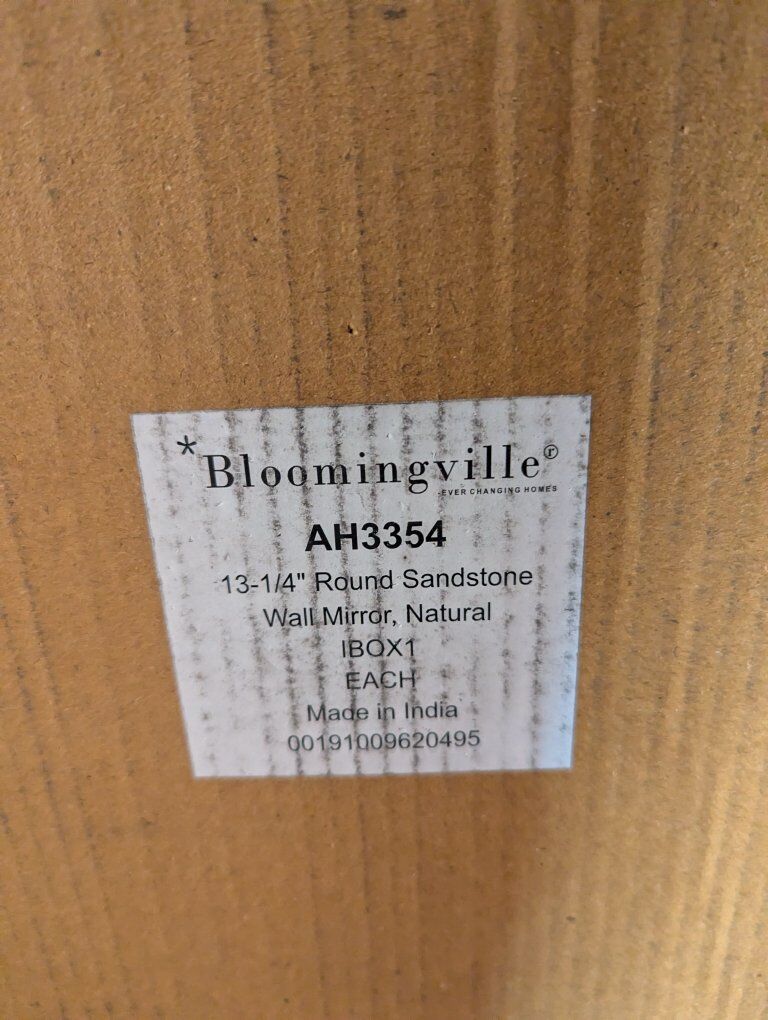 *Bloomingville®
EVER CHANGING HOMES
AH3354
13-1/4" Round Sandstone
Wall Mirror, Natural
IBOX1
EACH
Made in India
00191009620495